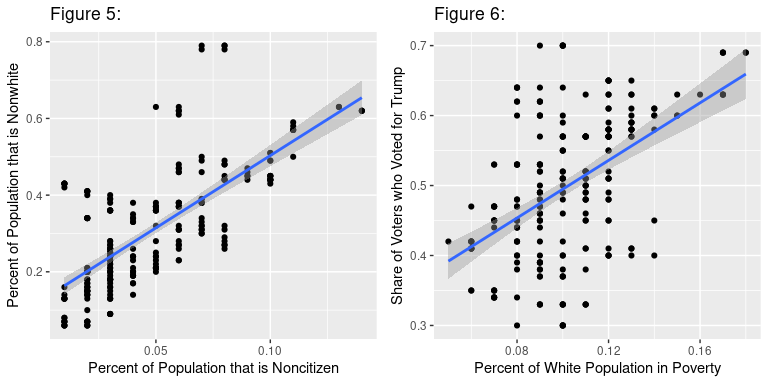 Figure 5:
0.8
0.6
0.4
0.2
Percent of Population that is Nonwhite
0.05
0.10
Percent of Population that is Noncitizen
Figure 6:
0.7
0.6
0.5
0.4
0.3
Share of Voters who Voted for Trump
0.08
0.12
0.16
Percent of White Population in Poverty